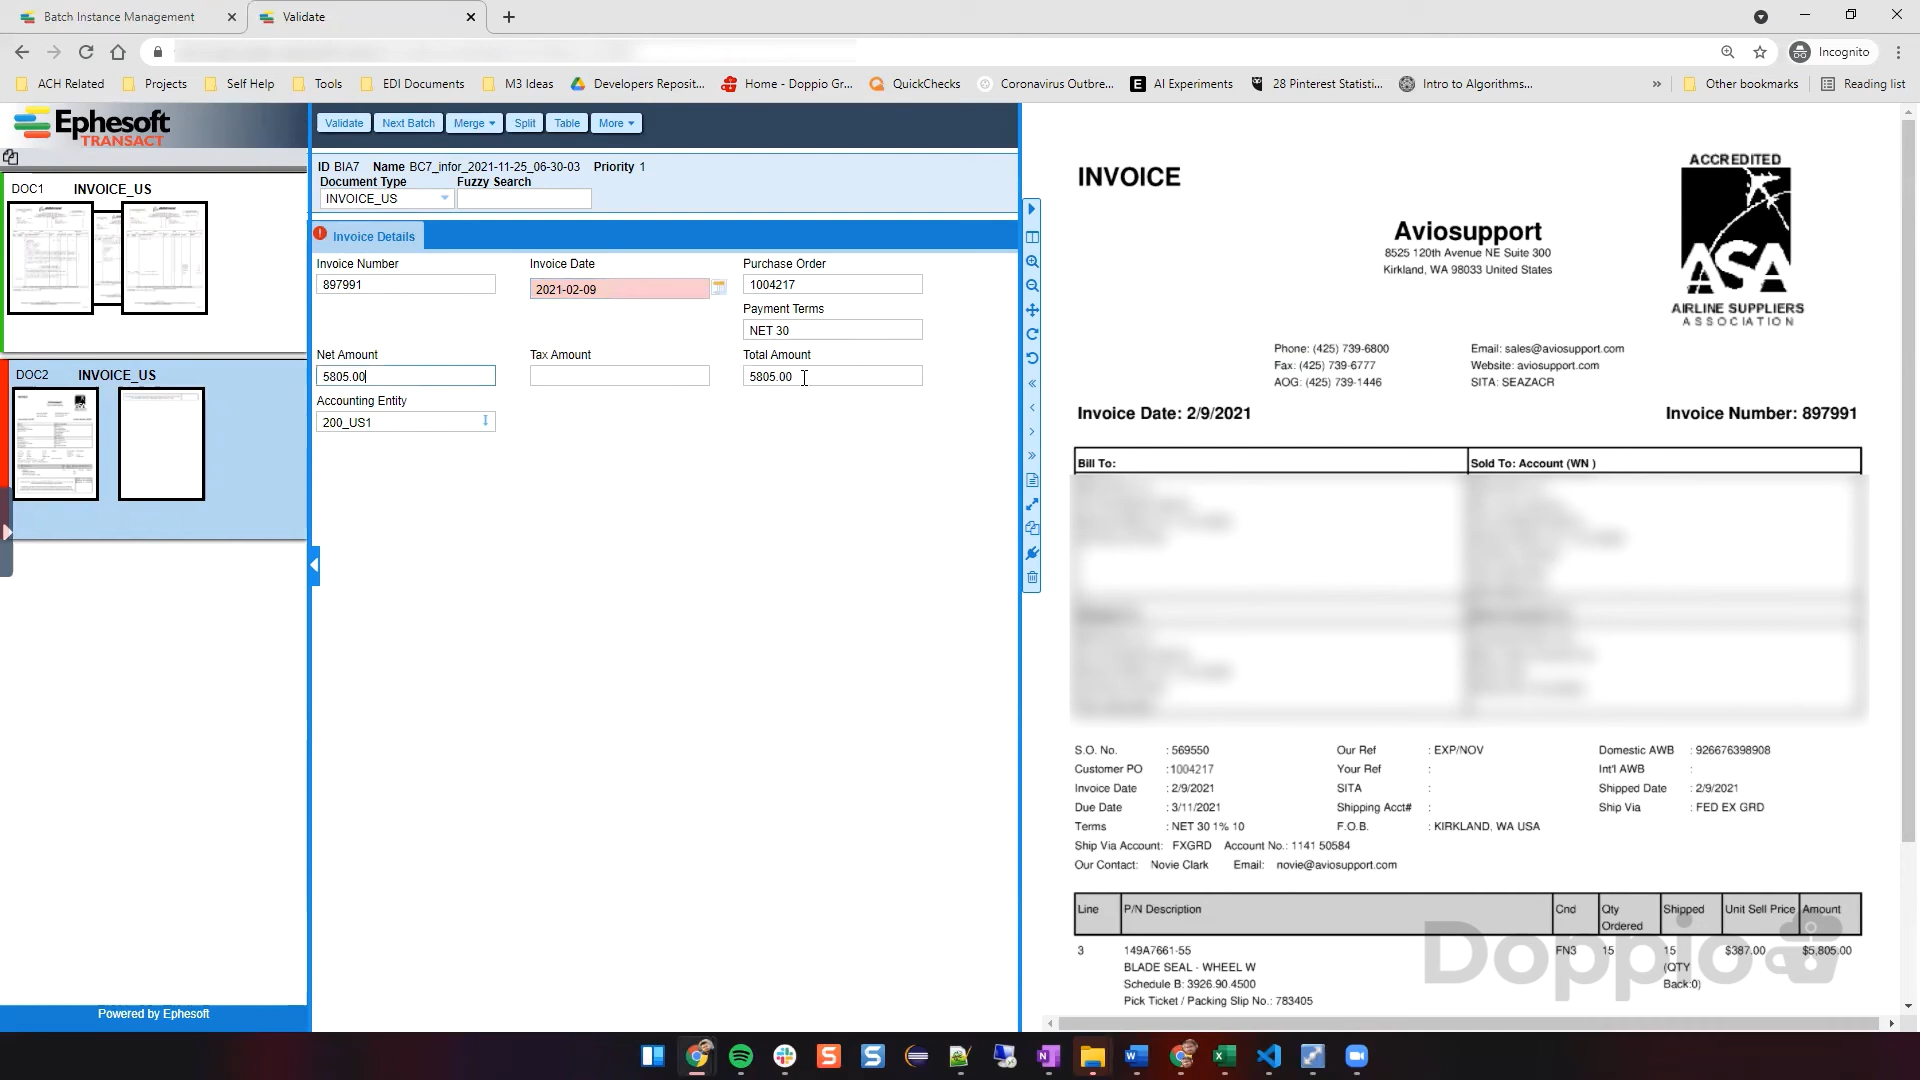 Batch Instance Management
Validate
Incognito
ACH Related
Projects
Self Help
Tools
EDI Documents
M3 Ideas
Developers Reposit...
Home - Doppio Gr...
QuickChecks
Coronavirus Outbre...
AI Experiments
28 Pinterest Statisti...
Intro to Algorithms...
»
Other bookmarks
Reading list
Ephesoft
TRANSACT
Validate
Next Batch
Merge
Split
Table
More
DOC1 INVOICE_US
DOC2 INVOICE_US
Powered by Ephesoft
ID BIA7 Name BC7_infor_2021-11-25_06-30-03 Priority 1
Document Type Fuzzy Search
INVOICE_US
Invoice Details
Invoice Number Invoice Date Purchase Order
897991 2021-02-09 1004217
Payment Terms
NET 30
Net Amount Tax Amount Total Amount
5805.00 5805.00
Accounting Entity
200_US1
INVOICE
ACCREDITED
ASA
AIRLINE SUPPLIERS
ASSOCIATION
Aviosupport
8525 120th Avenue NE Suite 300
Kirkland, WA 98033 United States
Phone: (425) 739-6800 Email: sales@aviosupport.com
Fax: (425) 739-6777 Website: aviosupport.com
AOG: (425) 739-1446 SITA: SEAZACR
Invoice Date: 2/9/2021 Invoice Number: 897991
Bill To: Sold To: Account (WN )
S.O. No. : 569550 Our Ref : EXP/NOV Domestic AWB : 926676398908
Customer PO :1004217 Your Ref : Int'l AWB :
Invoice Date : 2/9/2021 SITA : Shipped Date : 2/9/2021
Due Date : 3/11/2021 Shipping Acct# : Ship Via : FED EX GRD
Terms : NET 30 1% 10 F.O.B. : KIRKLAND, WA USA
Ship Via Account: FXGRD Account No.: 1141 50584
Our Contact: Novie Clark Email: novie@aviosupport.com
Line P/N Description Cnd Qty Ordered Shipped Unit Sell Price Amount
3 149A7661-55 FN3 15 15 $387.00 $5,805.00
BLADE SEAL - WHEEL W (QTY
Schedule B: 3926.90.4500 Back:0)
Pick Ticket / Packing Slip No.: 783405
Doppio